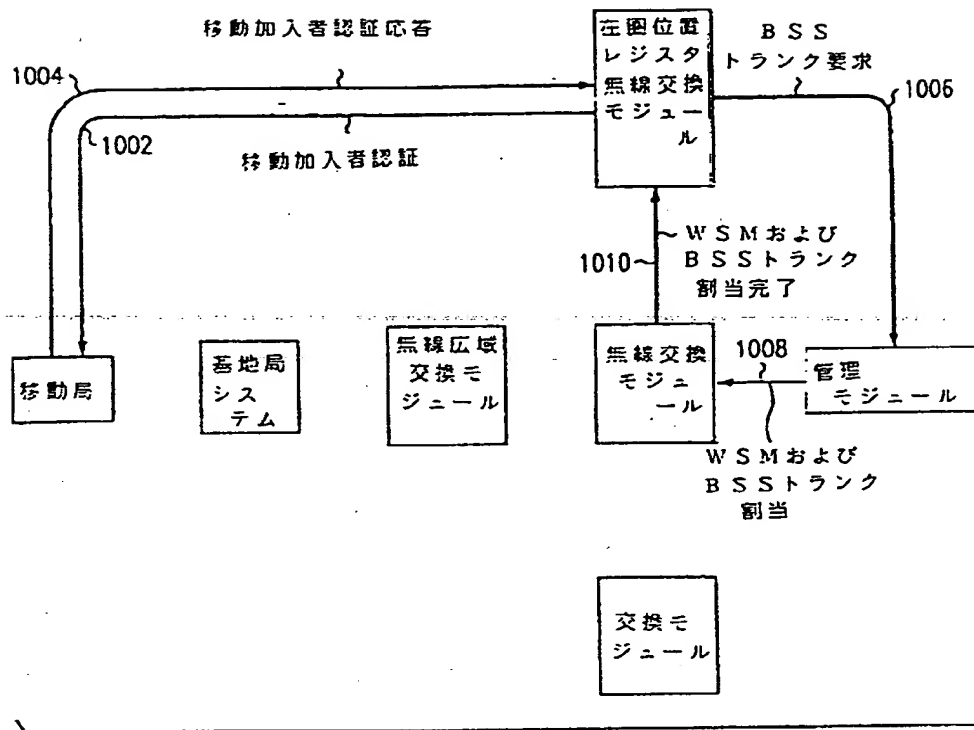 移動加入者認証応答
1004
1002
移動加入者認証
在圏位置
レジスタ
無線交換
モジュー
ル
BSS
トランク要求
1006
1010
WSMおよび
BSSトランク
割当完了
移動局
基地局
シス
テム
無線広域
交換モ
ジュール
無線交換
モジュ
ール
1008
管理
モジュール
WSMおよび
BSSトランク
割当
交換モ
ジュール